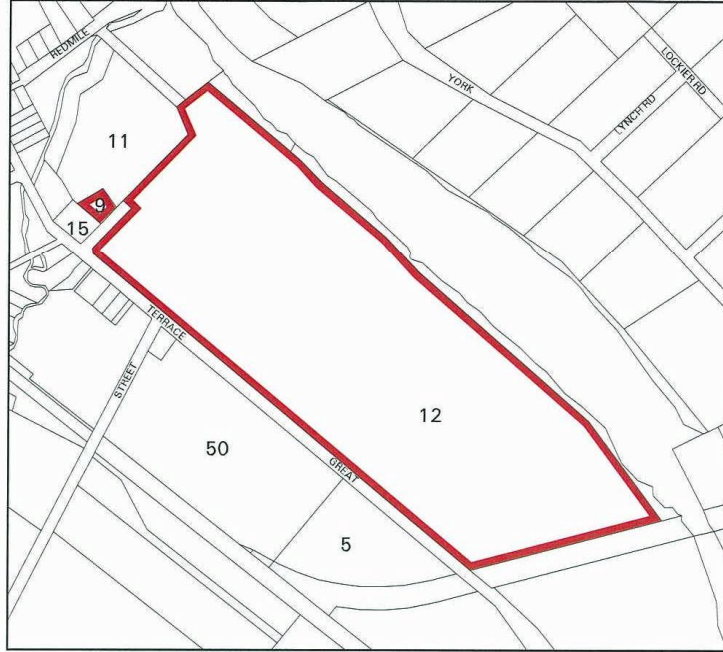 REDMILE
YORK
LOCKIER RD
LYNCH RD
11
9
15
TERRACE
STREET
12
50
GREAT
5